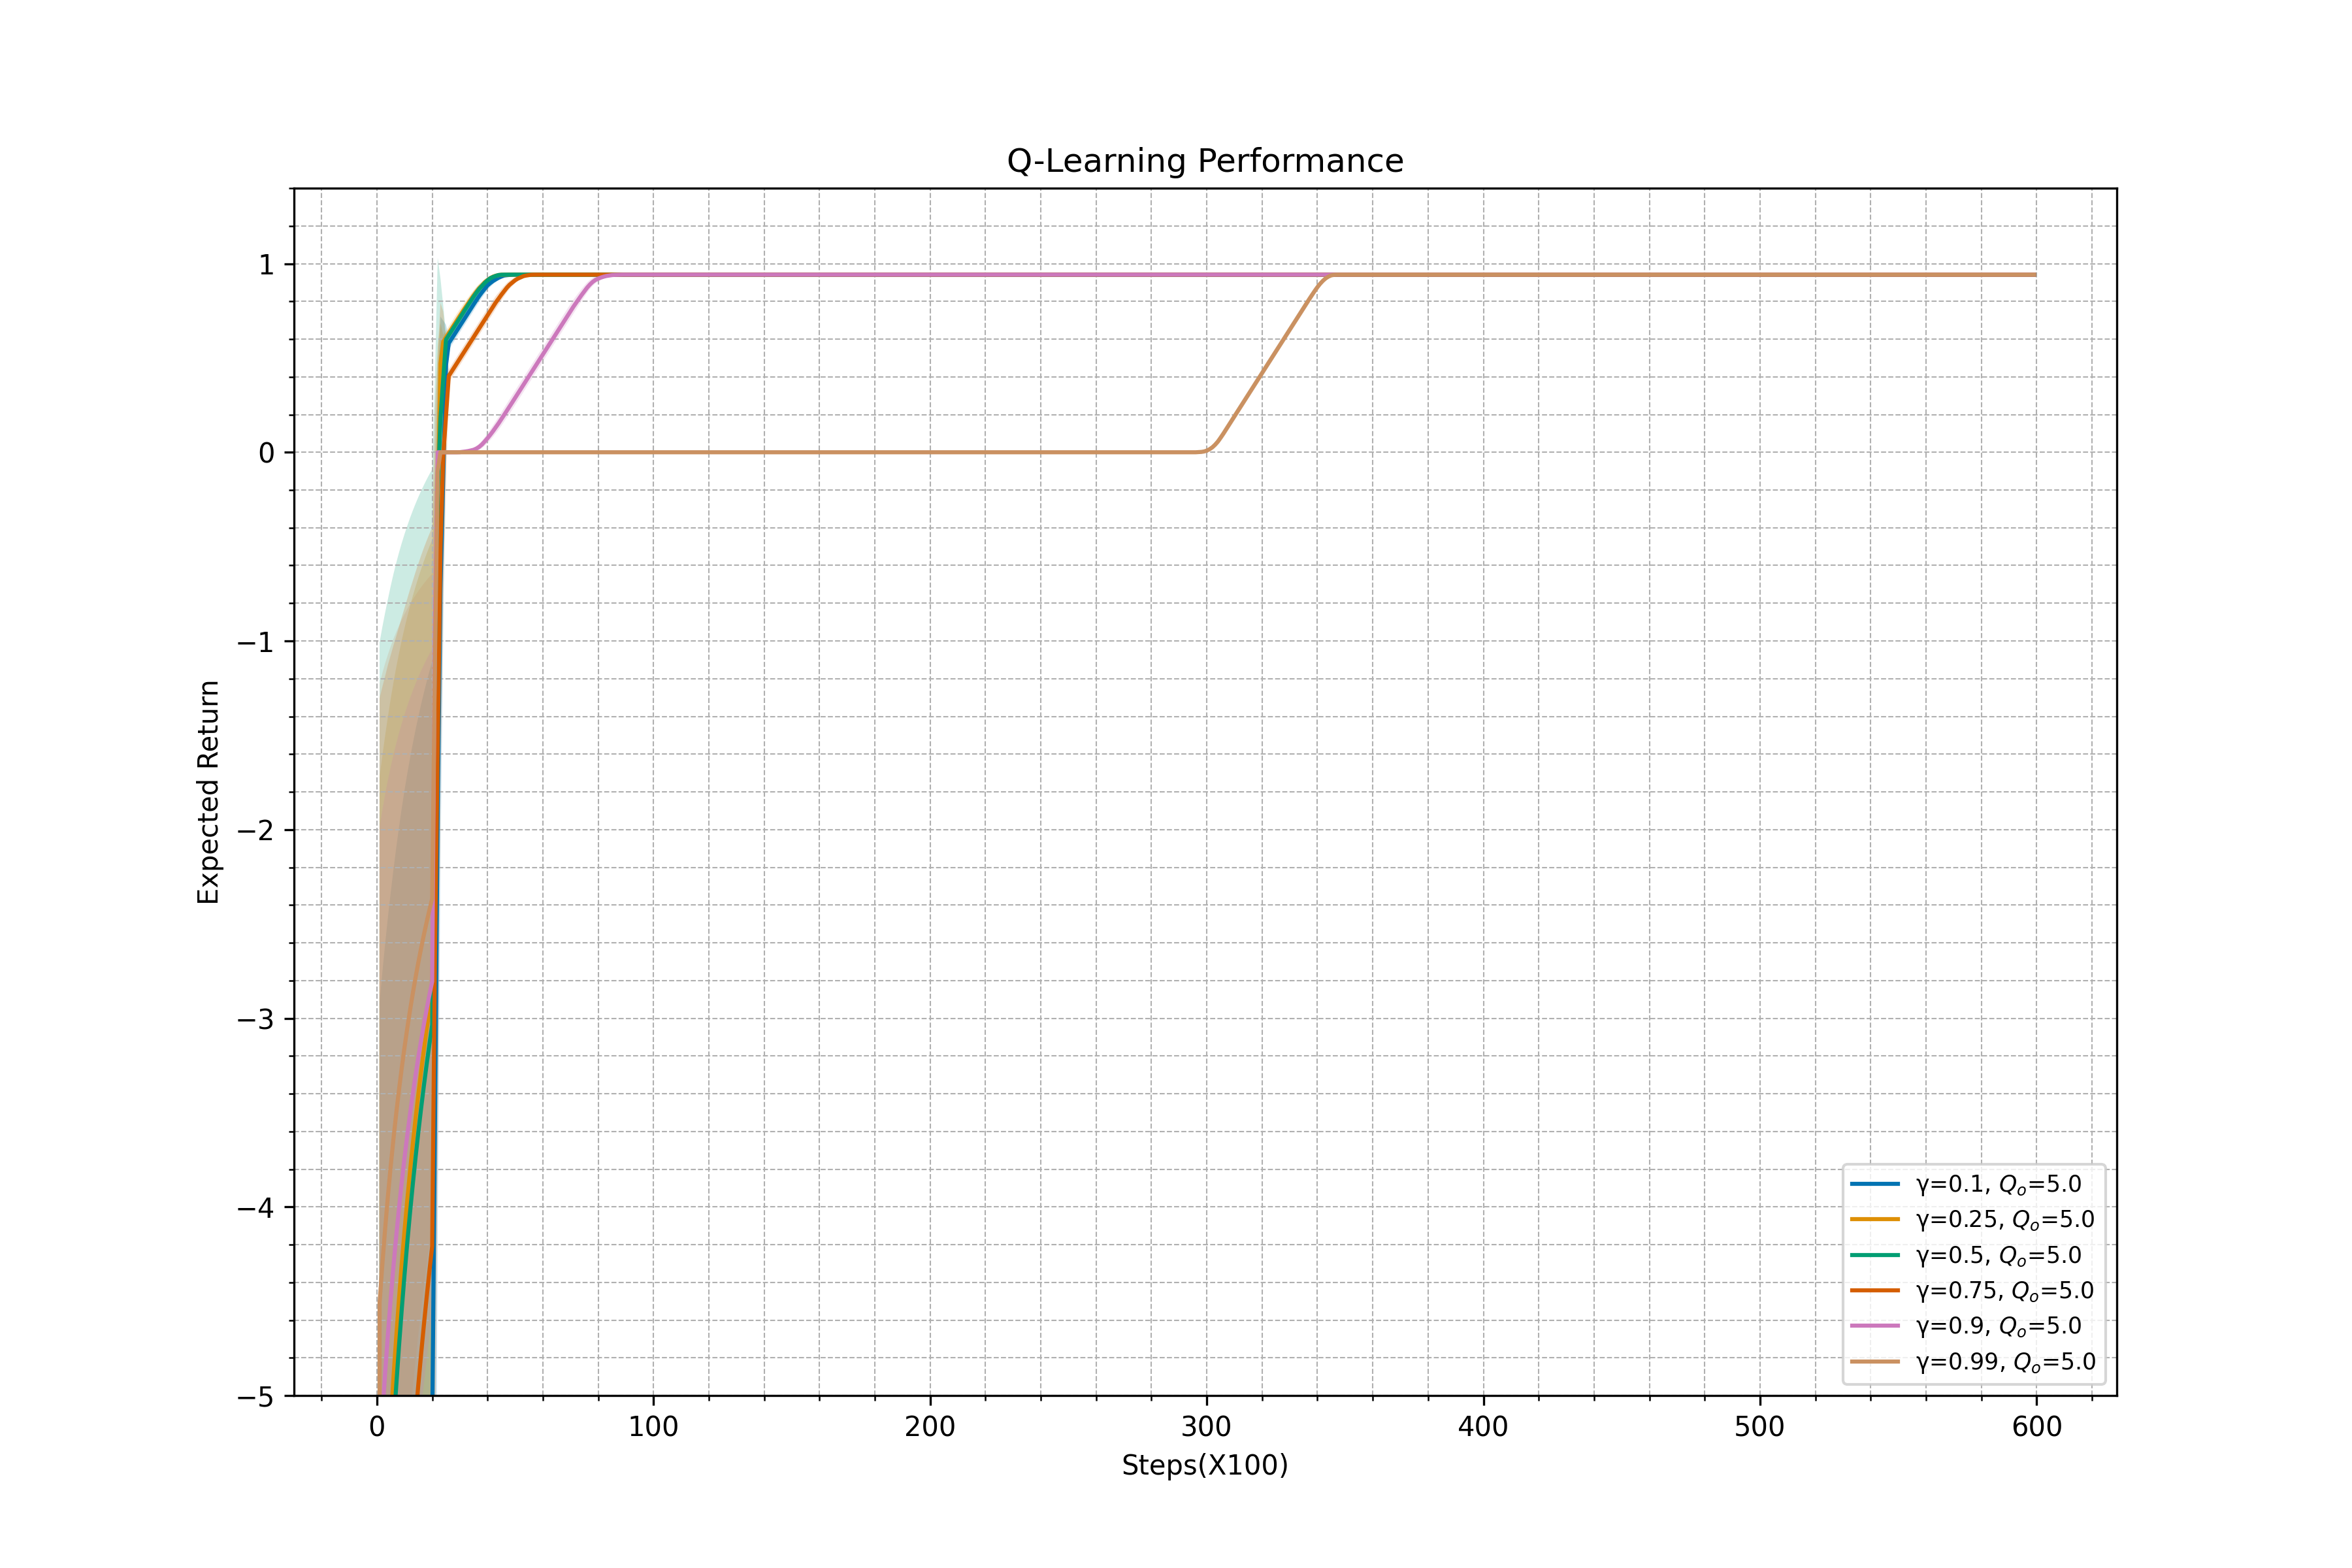 Q-Learning Performance
Expected Return
1
0
−1
−2
−3
−4
−5
0 100 200 300 400 500 600
Steps(X100)
γ=0.1, Qₒ=5.0
γ=0.25, Qₒ=5.0
γ=0.5, Qₒ=5.0
γ=0.75, Qₒ=5.0
γ=0.9, Qₒ=5.0
γ=0.99, Qₒ=5.0